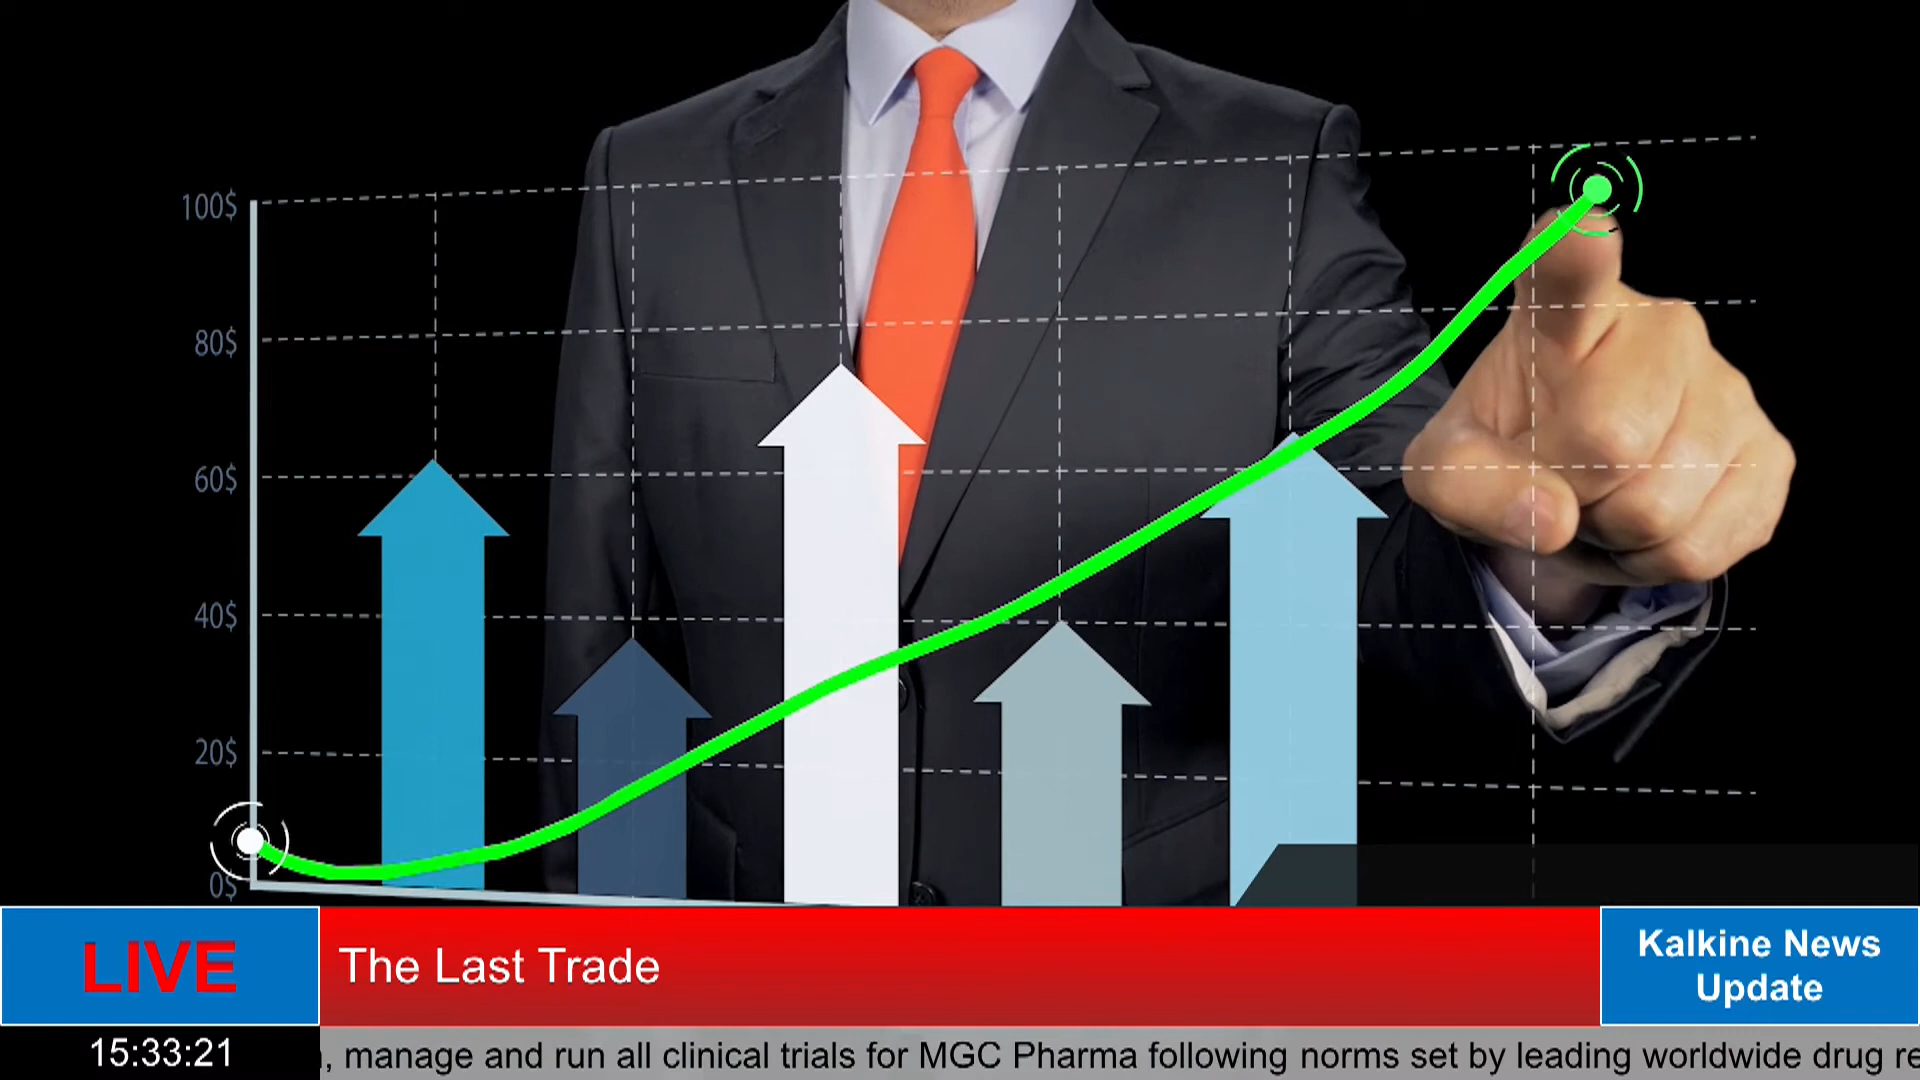 100$
80$
60$
40$
20$
0$
LIVE
The Last Trade
Kalkine News
Update
15:33:21
, manage and run all clinical trials for MGC Pharma following norms set by leading worldwide drug re